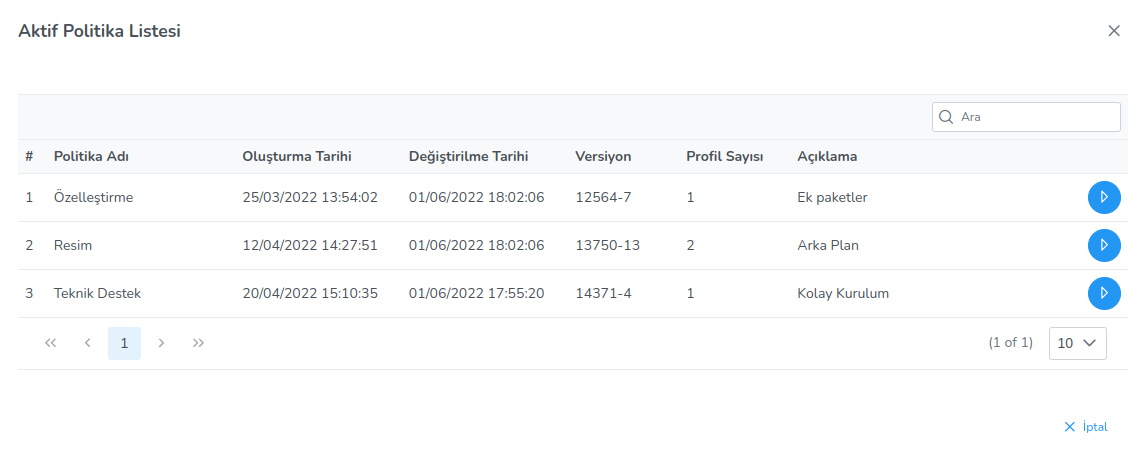 Aktif Politika Listesi
Ara
# Politika Adı Oluşturma Tarihi Değiştirilme Tarihi Versiyon Profil Sayısı Açıklama
1 Özelleştirme 25/03/2022 13:54:02 01/06/2022 18:02:06 12564-7 1 Ek paketler
2 Resim 12/04/2022 14:27:51 01/06/2022 18:02:06 13750-13 2 Arka Plan
3 Teknik Destek 20/04/2022 15:10:35 01/06/2022 17:55:20 14371-4 1 Kolay Kurulum
1 (1 of 1) 10
İptal